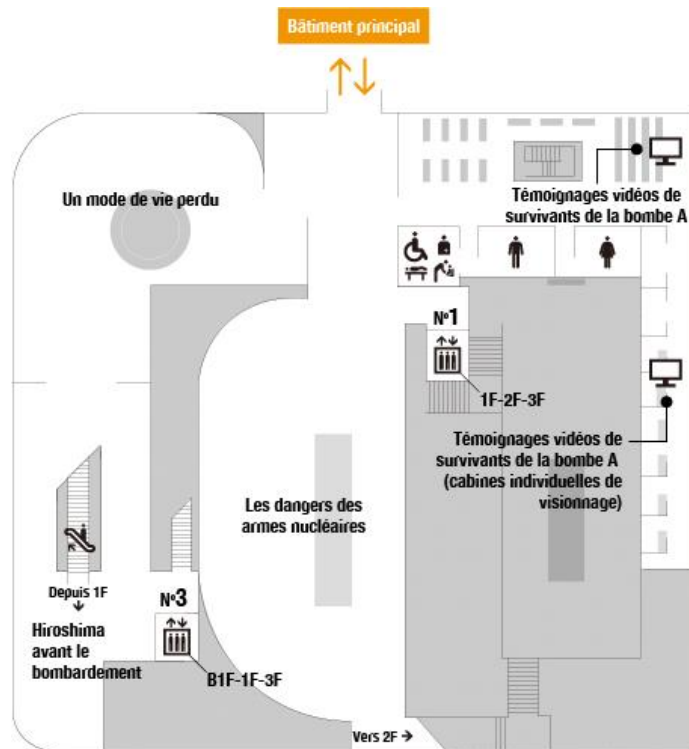 Bâtiment principal
Un mode de vie perdu
Témoignages vidéos de
survivants de la bombe A
Nº1
1F-2F-3F
Témoignages vidéos de
survivants de la bombe A
(cabines individuelles de
visionnage)
Les dangers des
armes nucléaires
Depuis 1F
Hiroshima
avant le
bombardement
Nº3
B1F-1F-3F
Vers 2F →